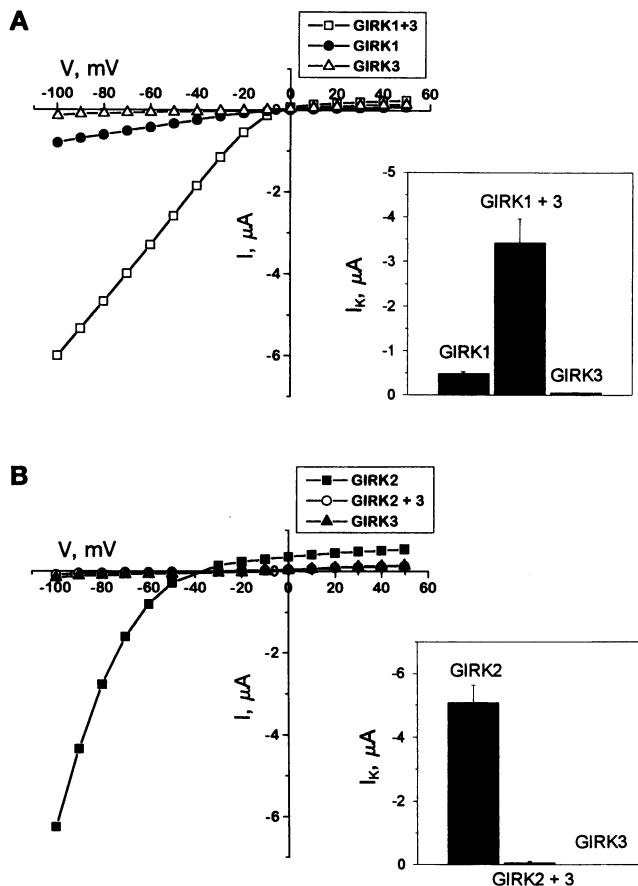 A
GIRK1+3
GIRK1
GIRK3
V, mV
-100 -80 -60 -40 -20 0 20 40 60
-2
-4
-6
I, μA
-5
-4
-3
-2
-1
0
I_K, μA
GIRK1 + 3
GIRK1
GIRK3
B
GIRK2
GIRK2 + 3
GIRK3
V, mV
-100 -80 -60 -40 -20 0 20 40 60
-2
-4
-6
I, μA
-6
-4
-2
0
I_K, μA
GIRK2
GIRK3
GIRK2 + 3